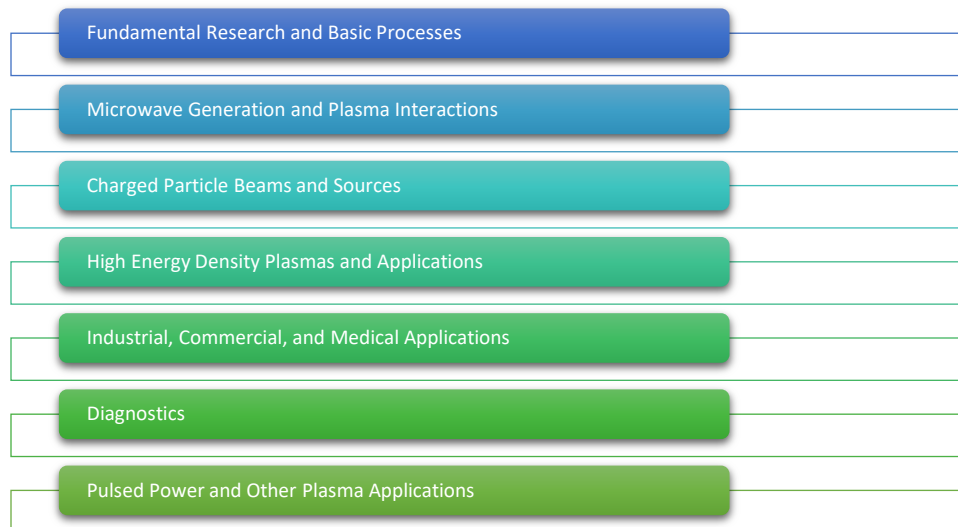 Fundamental Research and Basic Processes
Microwave Generation and Plasma Interactions
Charged Particle Beams and Sources
High Energy Density Plasmas and Applications
Industrial, Commercial, and Medical Applications
Diagnostics
Pulsed Power and Other Plasma Applications